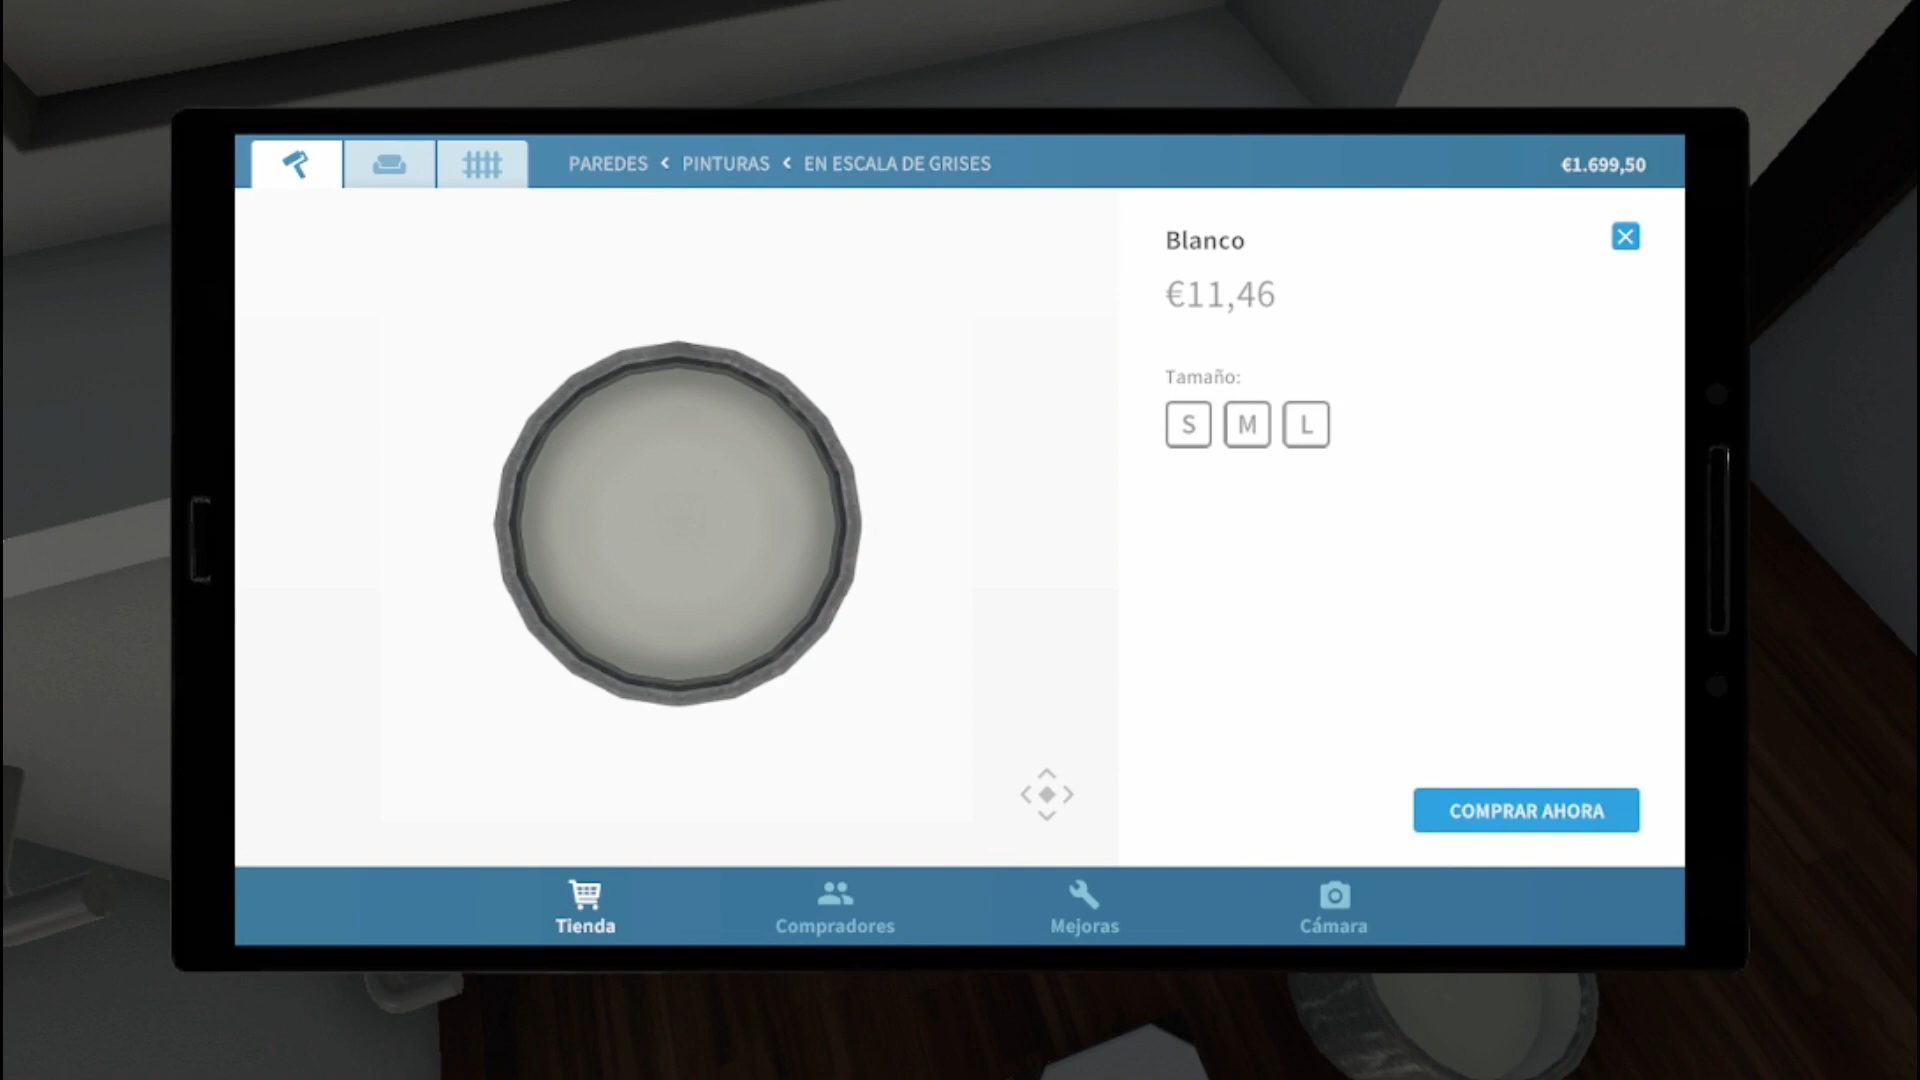 PAREDES < PINTURAS < EN ESCALA DE GRISES
€1.699,50
Blanco
€11,46
Tamaño:
S M L
COMPRAR AHORA
Tienda
Compradores
Mejoras
Cámara